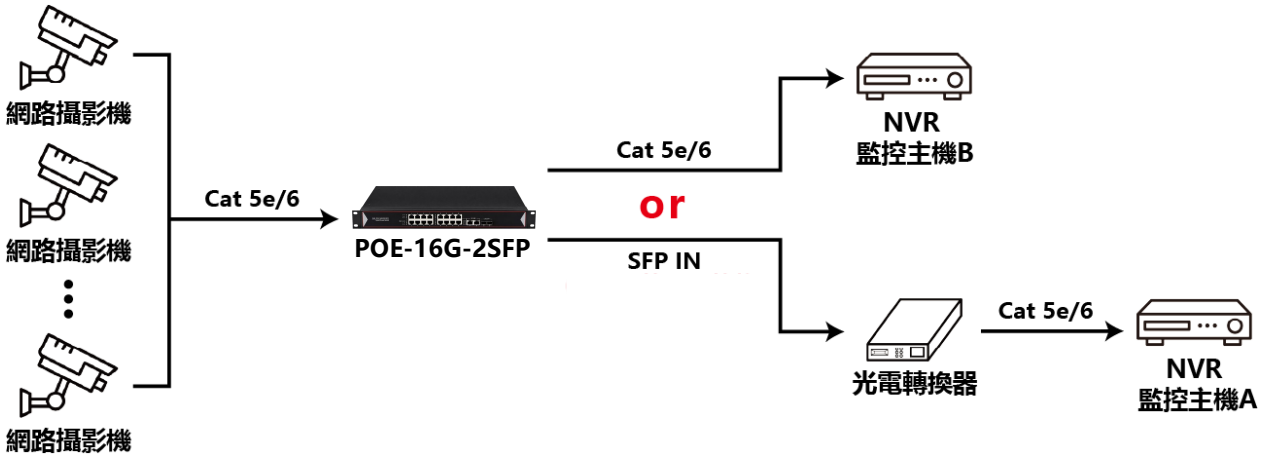 網路攝影機
網路攝影機
網路攝影機
Cat 5e/6
POE-16G-2SFP
Cat 5e/6
or
SFP IN
NVR
監控主機B
光電轉換器
Cat 5e/6
NVR
監控主機A